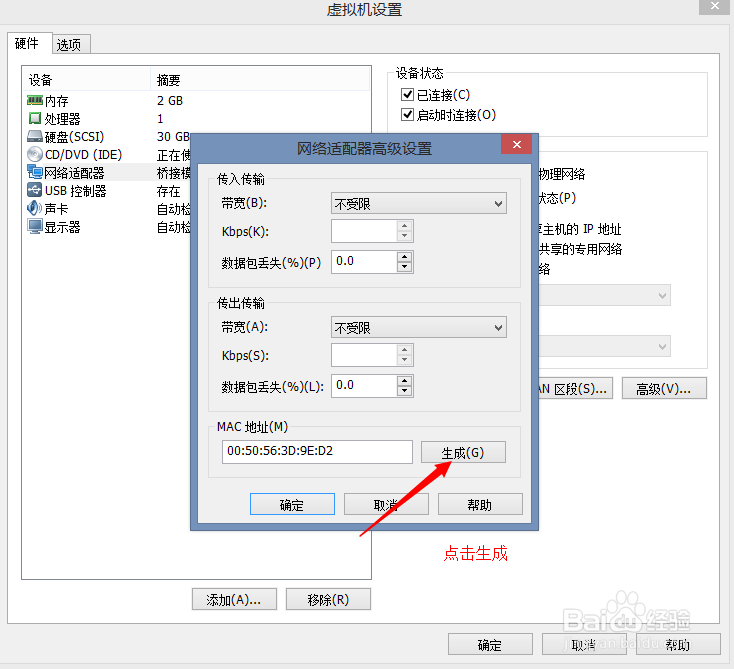 虚拟机设置
硬件 选项
设备 摘要
内存 2 GB
处理器 1
硬盘(SCSI) 30 GB
CD/DVD (IDE) 正在使
网络适配器 桥接模
USB 控制器 存在
声卡 自动检
显示器 自动检
添加(A)... 移除(R)
设备状态
已连接(C)
启动时连接(O)
物理网络
状态(P)
享主机的 IP 地址
共享的专用网络
络
AN 区段(S)... 高级(V)...
网络适配器高级设置
传入传输
带宽(B): 不受限
Kbps(K):
数据包丢失(%)(P) 0.0
传出传输
带宽(A): 不受限
Kbps(S):
数据包丢失(%)(L): 0.0
MAC 地址(M)
00:50:56:3D:9E:D2 生成(G)
确定 取消 帮助
点击生成
Baidu 经验
jingyan.baidu.com
确定 取消 帮助